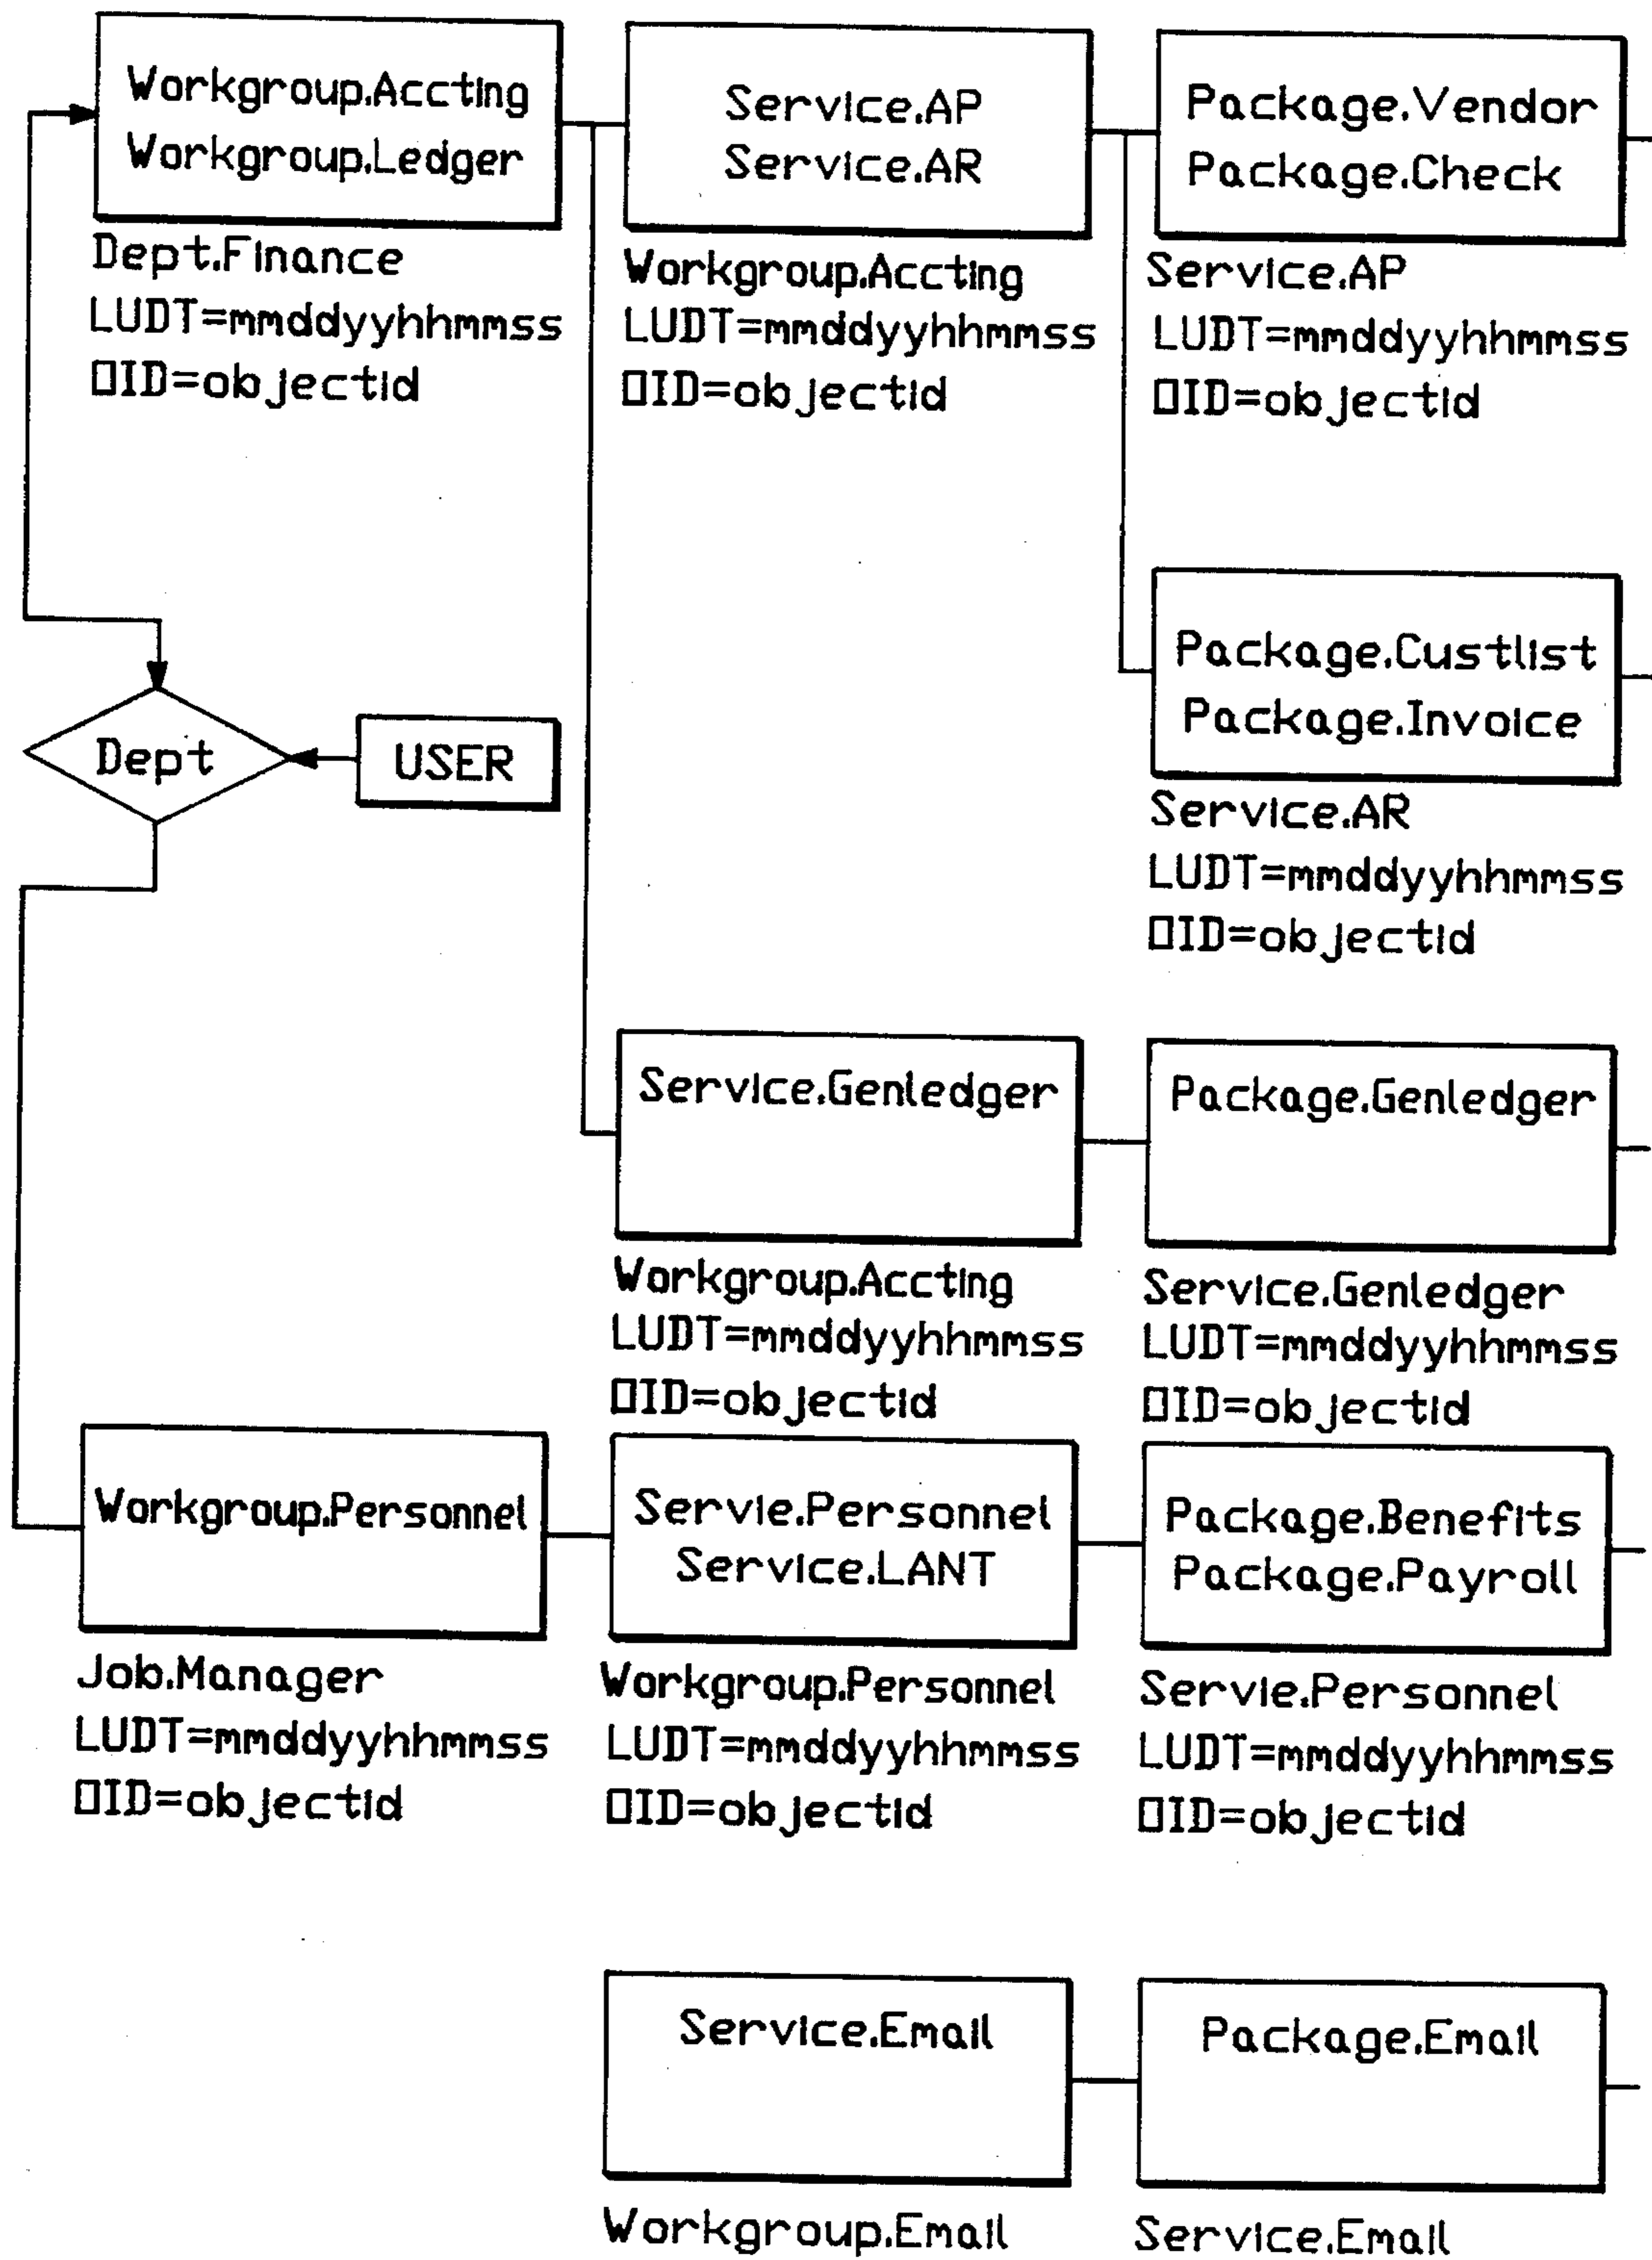 Workgroup.Accting
Workgroup.Ledger
Dept.Finance
LUDT=mmddyyhhmmss
OID=objectid
Service.AP
Service.AR
Workgroup.Accting
LUDT=mmddyyhhmmss
OID=objectid
Package.Vendor
Package.Check
Service.AP
LUDT=mmddyyhhmmss
OID=objectid
Package.Custlist
Package.Invoice
Service.AR
LUDT=mmddyyhhmmss
OID=objectid
Dept
USER
Service.Genledger
Workgroup.Accting
LUDT=mmddyyhhmmss
OID=objectid
Package.Genledger
Service.Genledger
LUDT=mmddyyhhmmss
OID=objectid
Workgroup.Personnel
Job.Manager
LUDT=mmddyyhhmmss
OID=objectid
Servie.Personnel
Service.LANT
Workgroup.Personnel
LUDT=mmddyyhhmmss
OID=objectid
Package.Benefits
Package.Payroll
Servie.Personnel
LUDT=mmddyyhhmmss
OID=objectid
Service.Email
Workgroup.Email
Package.Email
Service.Email